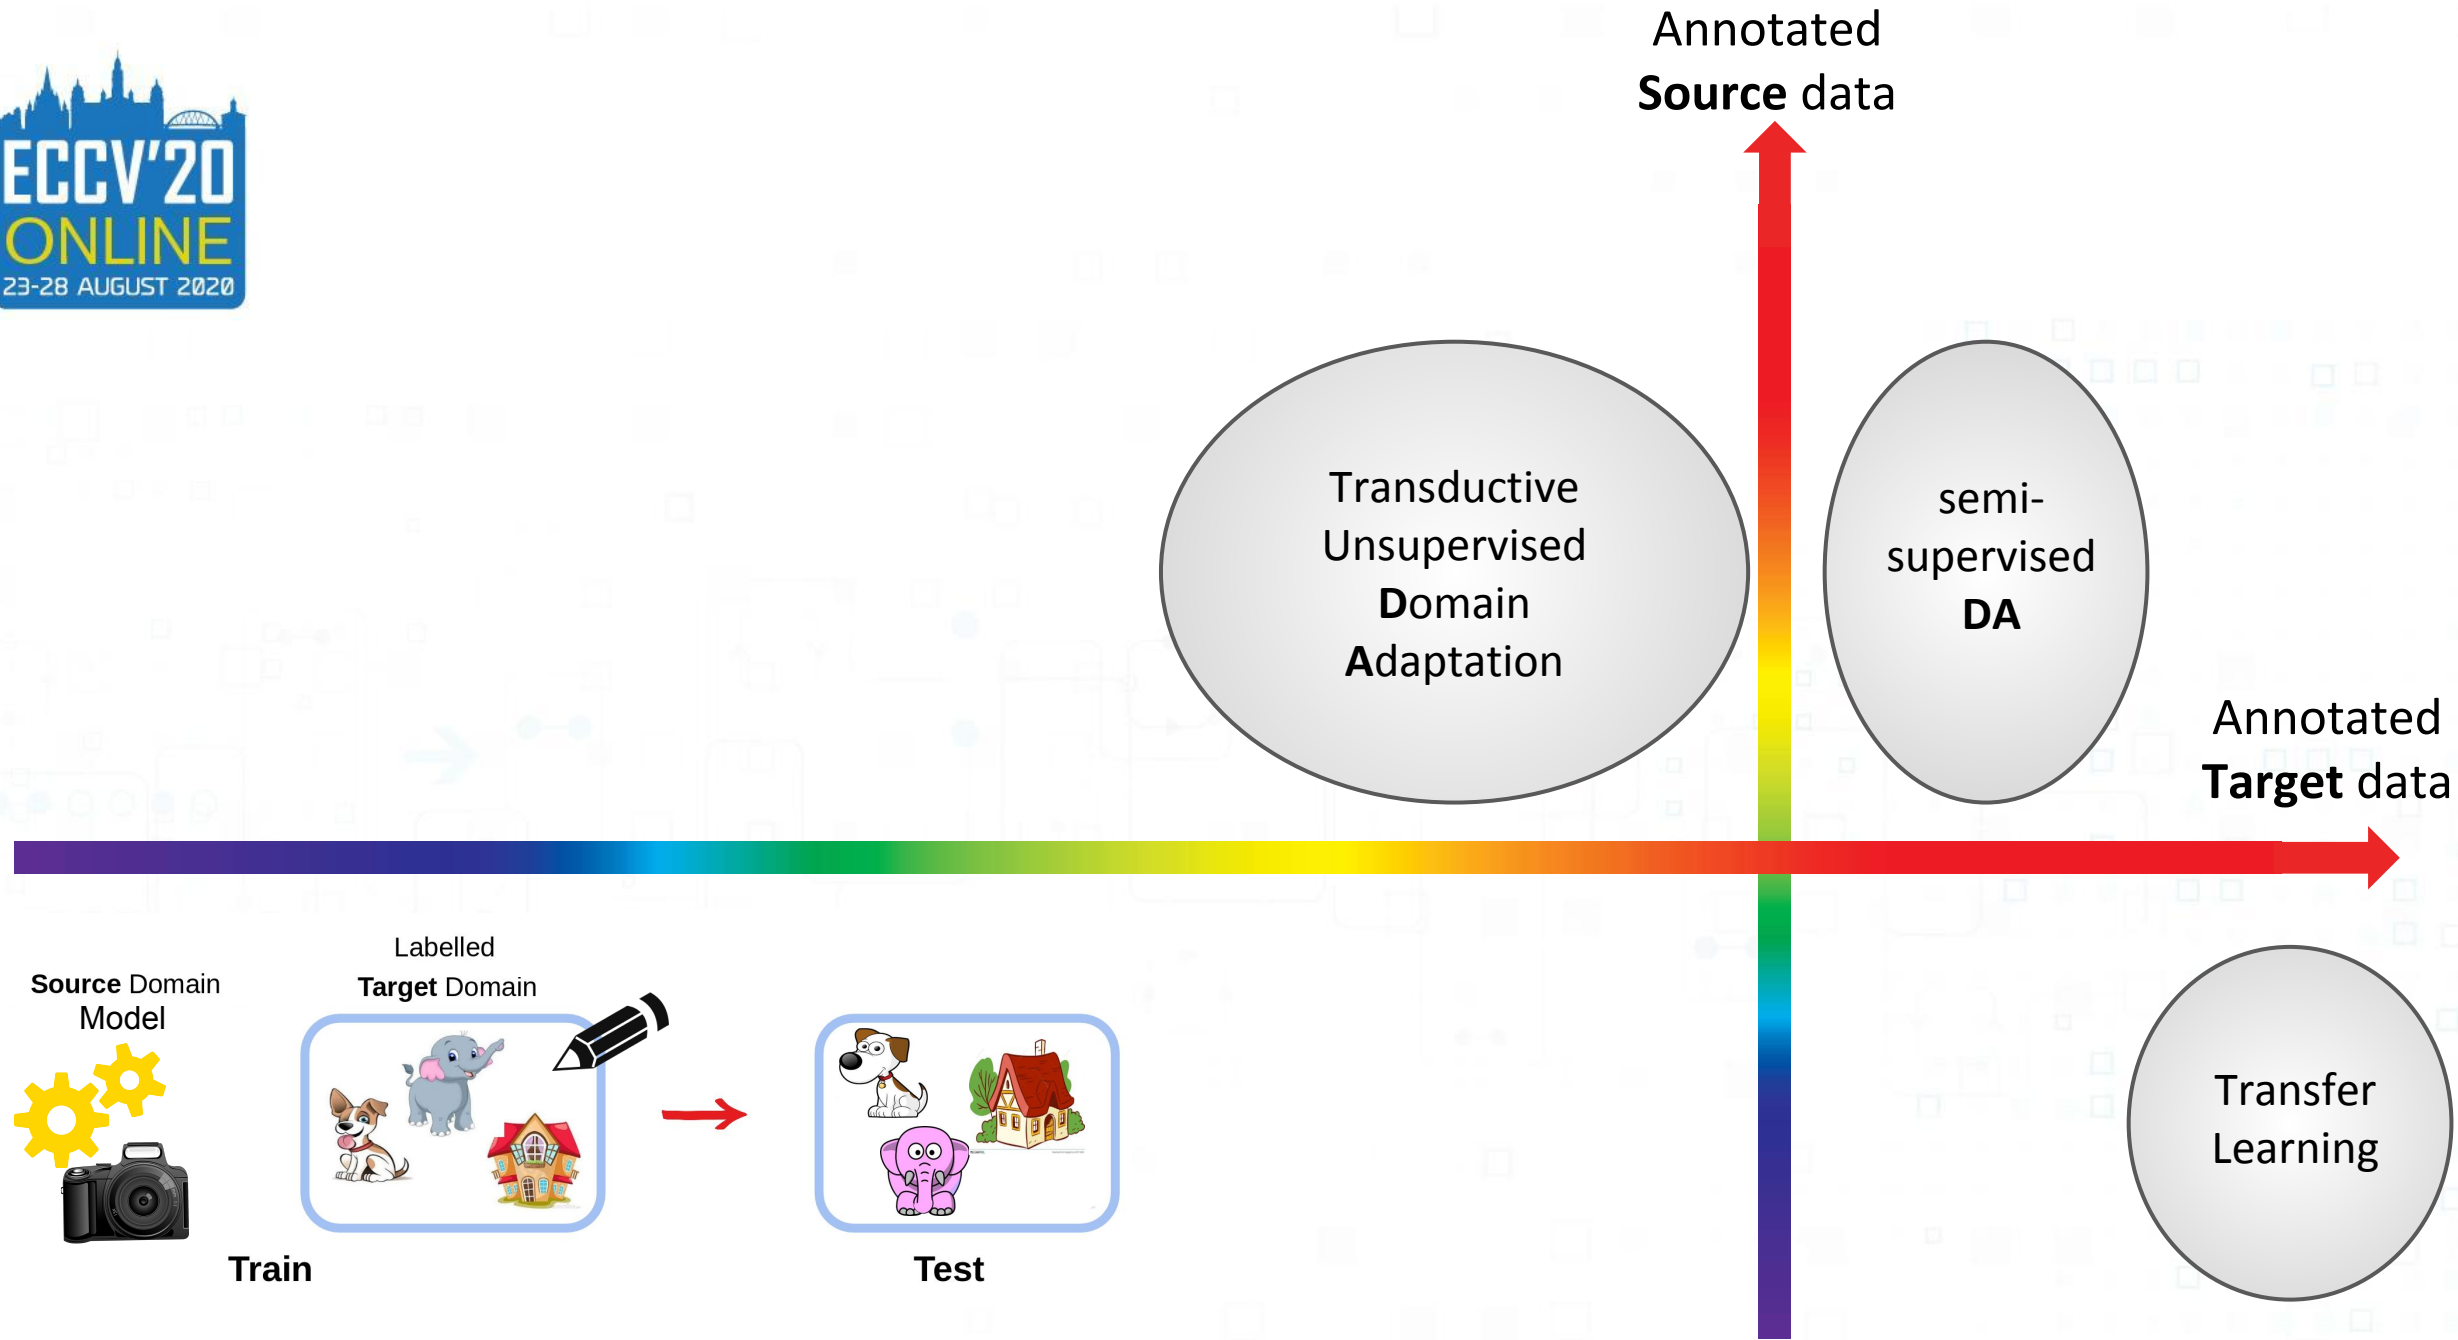 ECCV'20
ONLINE
23-28 AUGUST 2020
Annotated
Source data
Transductive
Unsupervised
Domain
Adaptation
semi-
supervised
DA
Annotated
Target data
Source Domain
Model
Labelled
Target Domain
Train
Test
Transfer
Learning